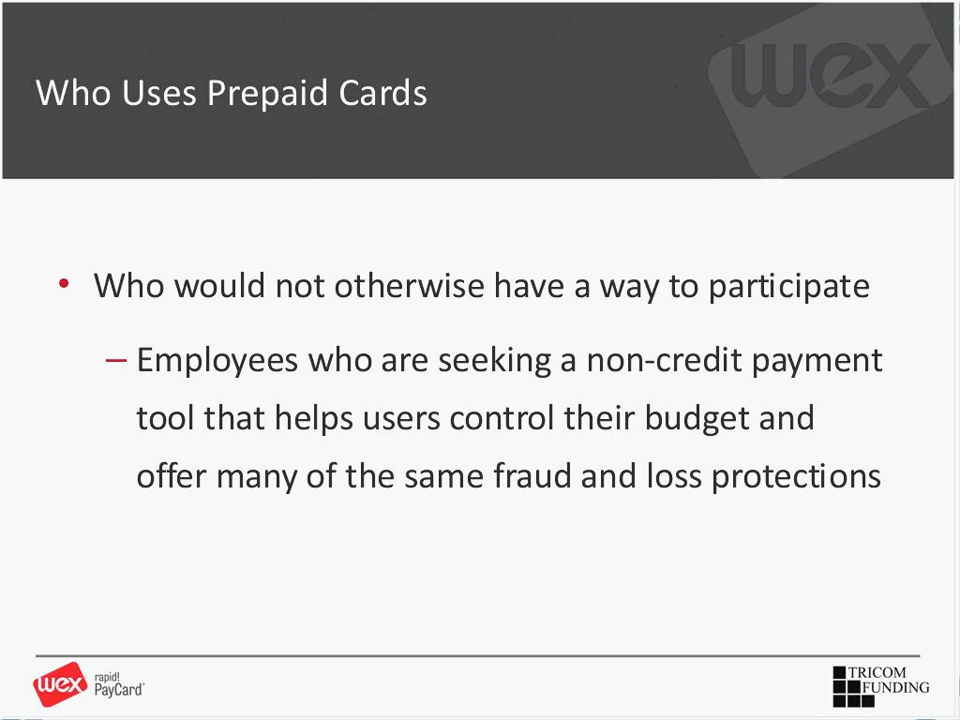 wex
Who Uses Prepaid Cards
• Who would not otherwise have a way to participate
– Employees who are seeking a non-credit payment
tool that helps users control their budget and
offer many of the same fraud and loss protections
wex rapid!
PayCard®
TRICOM
FUNDING